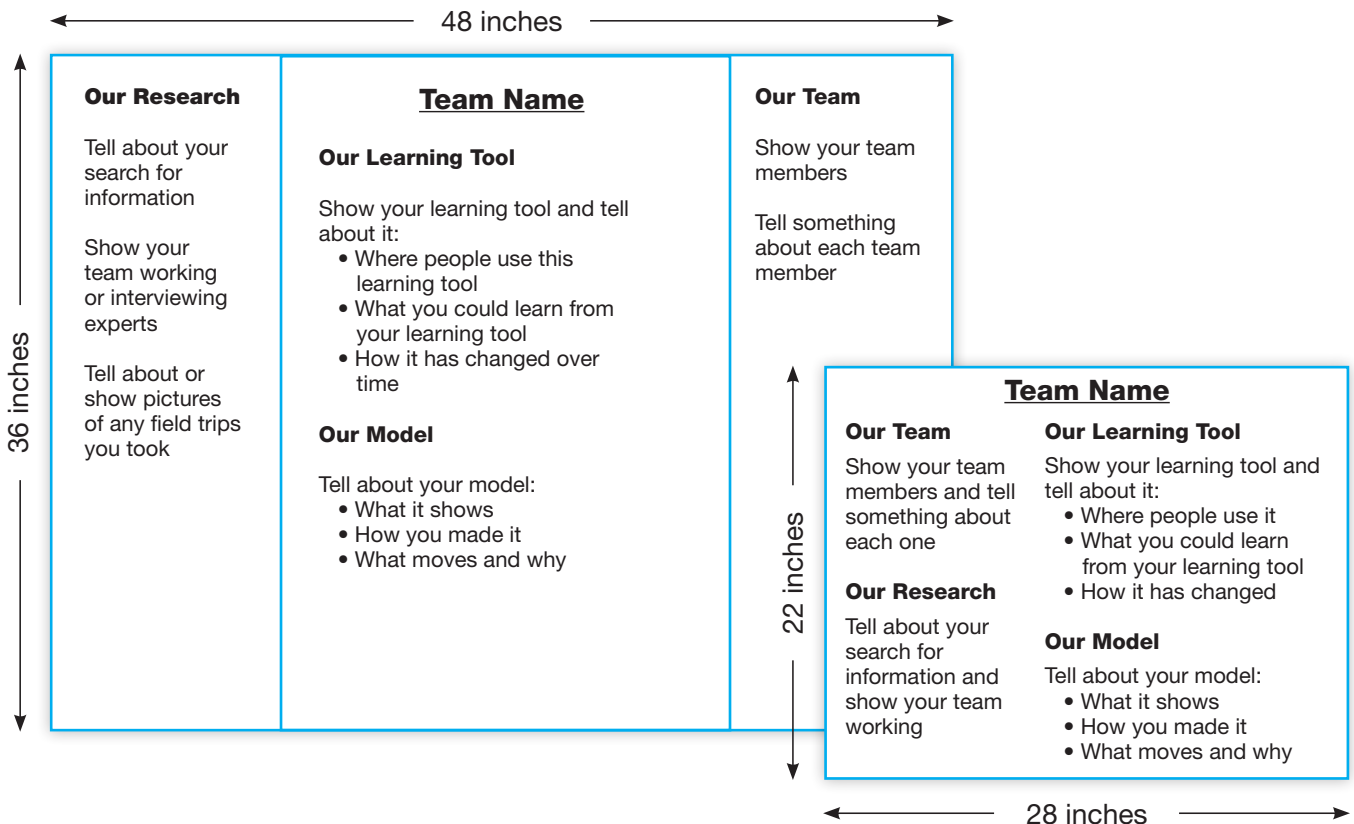 48 inches
36 inches
Our Research
Tell about your
search for
information
Show your
team working
or interviewing
experts
Tell about or
show pictures
of any field trips
you took
Team Name
Our Learning Tool
Show your learning tool and tell
about it:
• Where people use this
learning tool
• What you could learn from
your learning tool
• How it has changed over
time
Our Model
Tell about your model:
• What it shows
• How you made it
• What moves and why
Our Team
Show your team
members
Tell something
about each team
member
22 inches
Team Name
Our Team
Show your team
members and tell
something about
each one
Our Research
Tell about your
search for
information and
show your team
working
Our Learning Tool
Show your learning tool and
tell about it:
• Where people use it
• What you could learn
from your learning tool
• How it has changed
Our Model
Tell about your model:
• What it shows
• How you made it
• What moves and why
28 inches